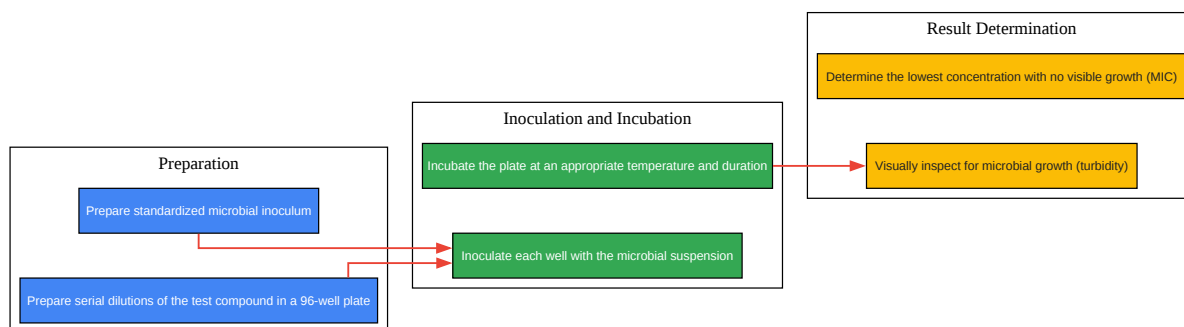 Preparation
Prepare standardized microbial inoculum
Prepare serial dilutions of the test compound in a 96-well plate
Inoculation and Incubation
Incubate the plate at an appropriate temperature and duration
Inoculate each well with the microbial suspension
Result Determination
Determine the lowest concentration with no visible growth (MIC)
Visually inspect for microbial growth (turbidity)